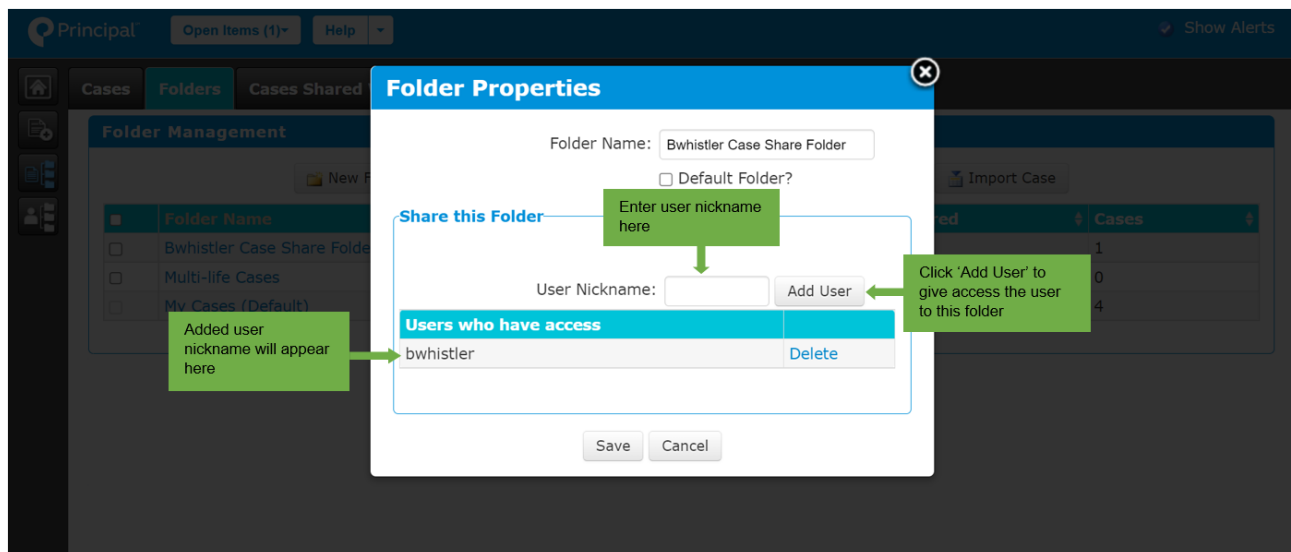 Principal
Open Items (1)
Help
Show Alerts
Cases
Folders
Cases Shared
Folder Management
New F
Import Case
Folder Name
red
Cases
Bwhistler Case Share Folde
1
Multi-life Cases
0
My Cases (Default)
4
Folder Properties
Folder Name:
Bwhistler Case Share Folder
Default Folder?
Share this Folder
Enter user nickname
here
User Nickname:
Add User
Click ‘Add User’ to
give access the user
to this folder
Users who have access
bwhistler
Delete
Added user
nickname will appear
here
Save
Cancel